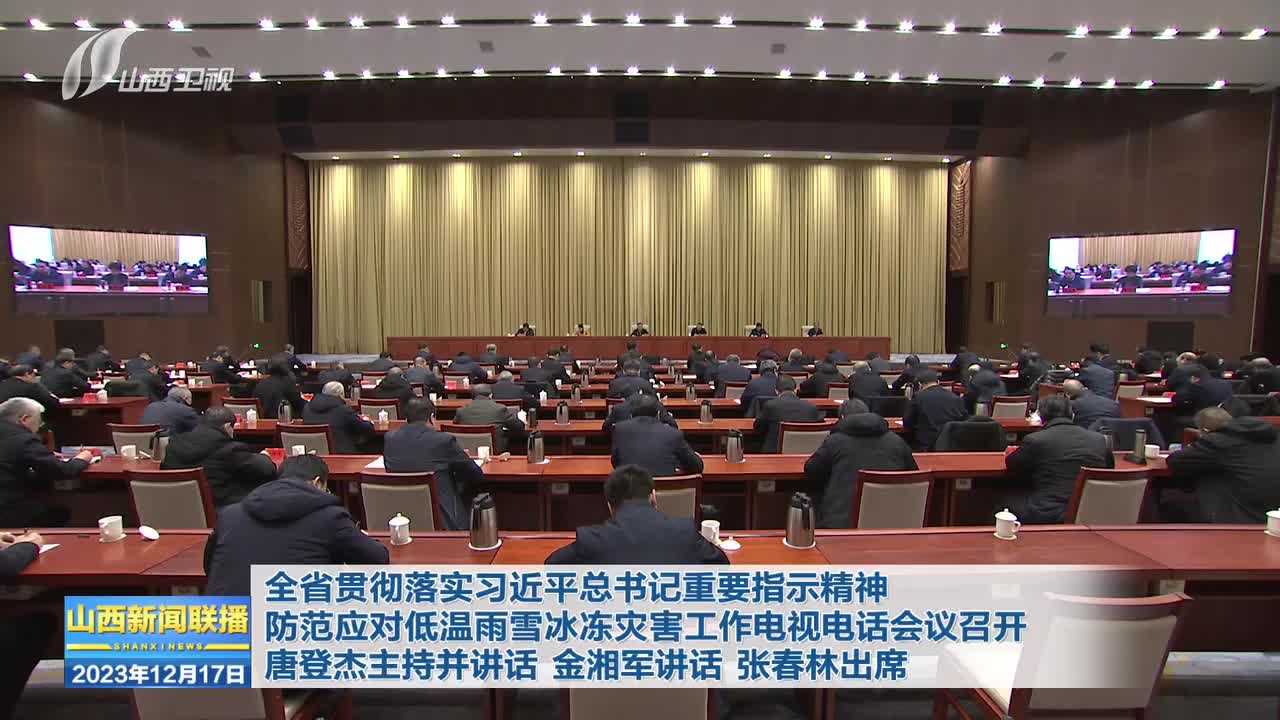 山西卫视
全省贯彻落实习近平总书记重要指示精神
防范应对低温雨雪冰冻灾害工作电视电话会议召开
唐登杰主持并讲话 金湘军讲话 张春林出席
山西新闻联播
SHANXI NEWS
2023年12月17日